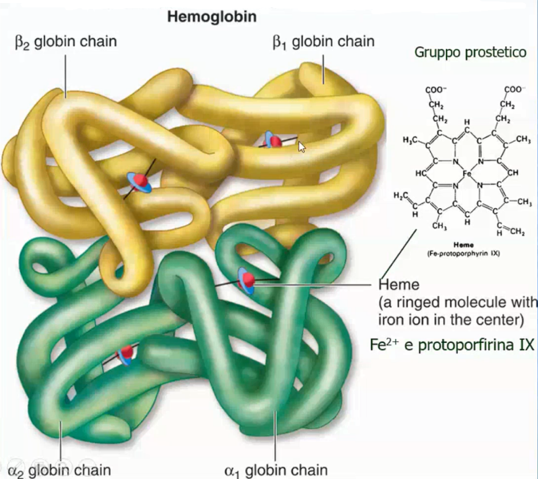 Hemoglobin
β2 globin chain
β1 globin chain
Gruppo prostetico
COO⁻
COO⁻
CH₂
CH₂
CH₂
CH₂
H
H₃C
CH₃
N
N
HC
Fe
CH
N
N
H₂C
C
H
CH₃
C
H
CH₃
C=CH₂
H
Heme
(Fe-protoporphyrin IX)
Heme
(a ringed molecule with
iron ion in the center)
Fe²⁺ e protoporfirina IX
α2 globin chain
α1 globin chain